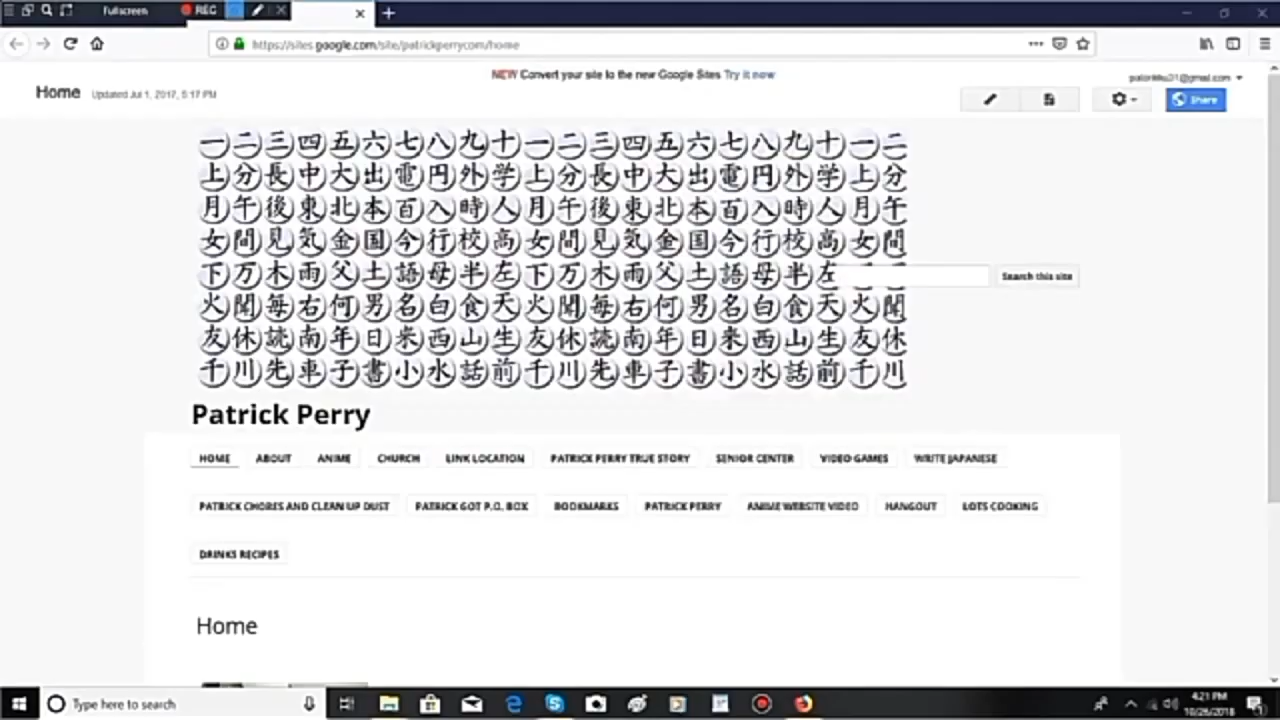 Fullscreen REC
https://sites.google.com/site/patrickperrycom/home
NEW Convert your site to the new Google Sites Try it now
Home Updated Jul 1, 2017, 5:17 PM
Share
一二三四五六七八九十一二三四五六七八九十一二
上分長中大出電円外学上分長中大出電円外学上分
月午後東北本百入時人月午後東北本百入時人月午
女間見気金国今行校高女間見気金国今行校高女間
下万木雨父土語母半左下万木雨父土語母半左
Search this site
火聞毎右何男名白食天火聞毎右何男名白食天火聞
友休読南年日来西山生友休読南年日来西山生友休
千川先車子書小水話前千川先車子書小水話前千川
Patrick Perry
HOME ABOUT ANIME CHURCH LINK LOCATION PATRICK PERRY TRUE STORY SENIOR CENTER VIDEO GAMES WRITE JAPANESE
PATRICK CHORES AND CLEAN UP DUST PATRICK GOT P.O. BOX BOOKMARKS PATRICK PERRY ANIME WEBSITE VIDEO HANGOUT LOTS COOKING
DRINKS RECIPES
Home
Type here to search
4:21 PM
10/26/2018